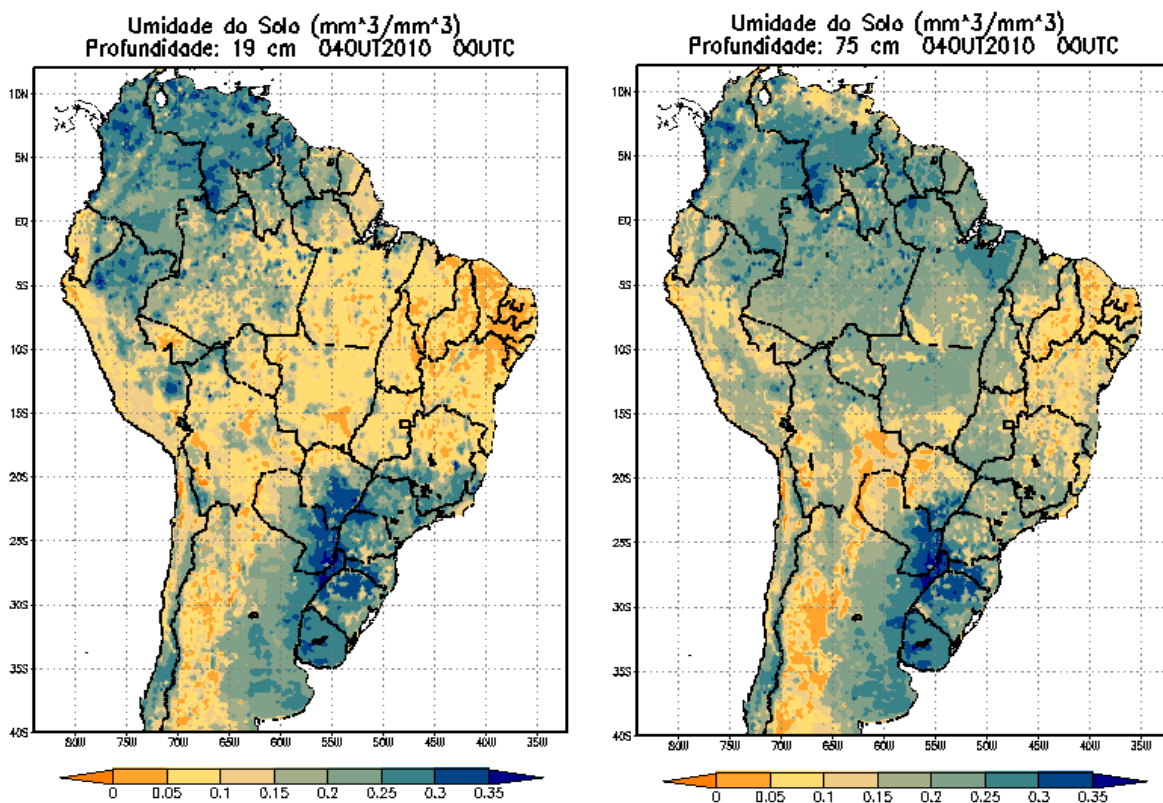 Umidade do Solo (mm^3/mm^3)
Profundidade: 19 cm 04OUT2010 00UTC
10N
5N
EQ
5S
10S
15S
20S
25S
30S
35S
40S
80W 75W 70W 65W 60W 55W 50W 45W 40W 35W
0 0.05 0.1 0.15 0.2 0.25 0.3 0.35
Umidade do Solo (mm^3/mm^3)
Profundidade: 75 cm 04OUT2010 00UTC
10N
5N
EQ
5S
10S
15S
20S
25S
30S
35S
40S
80W 75W 70W 65W 60W 55W 50W 45W 40W 35W
0 0.05 0.1 0.15 0.2 0.25 0.3 0.35